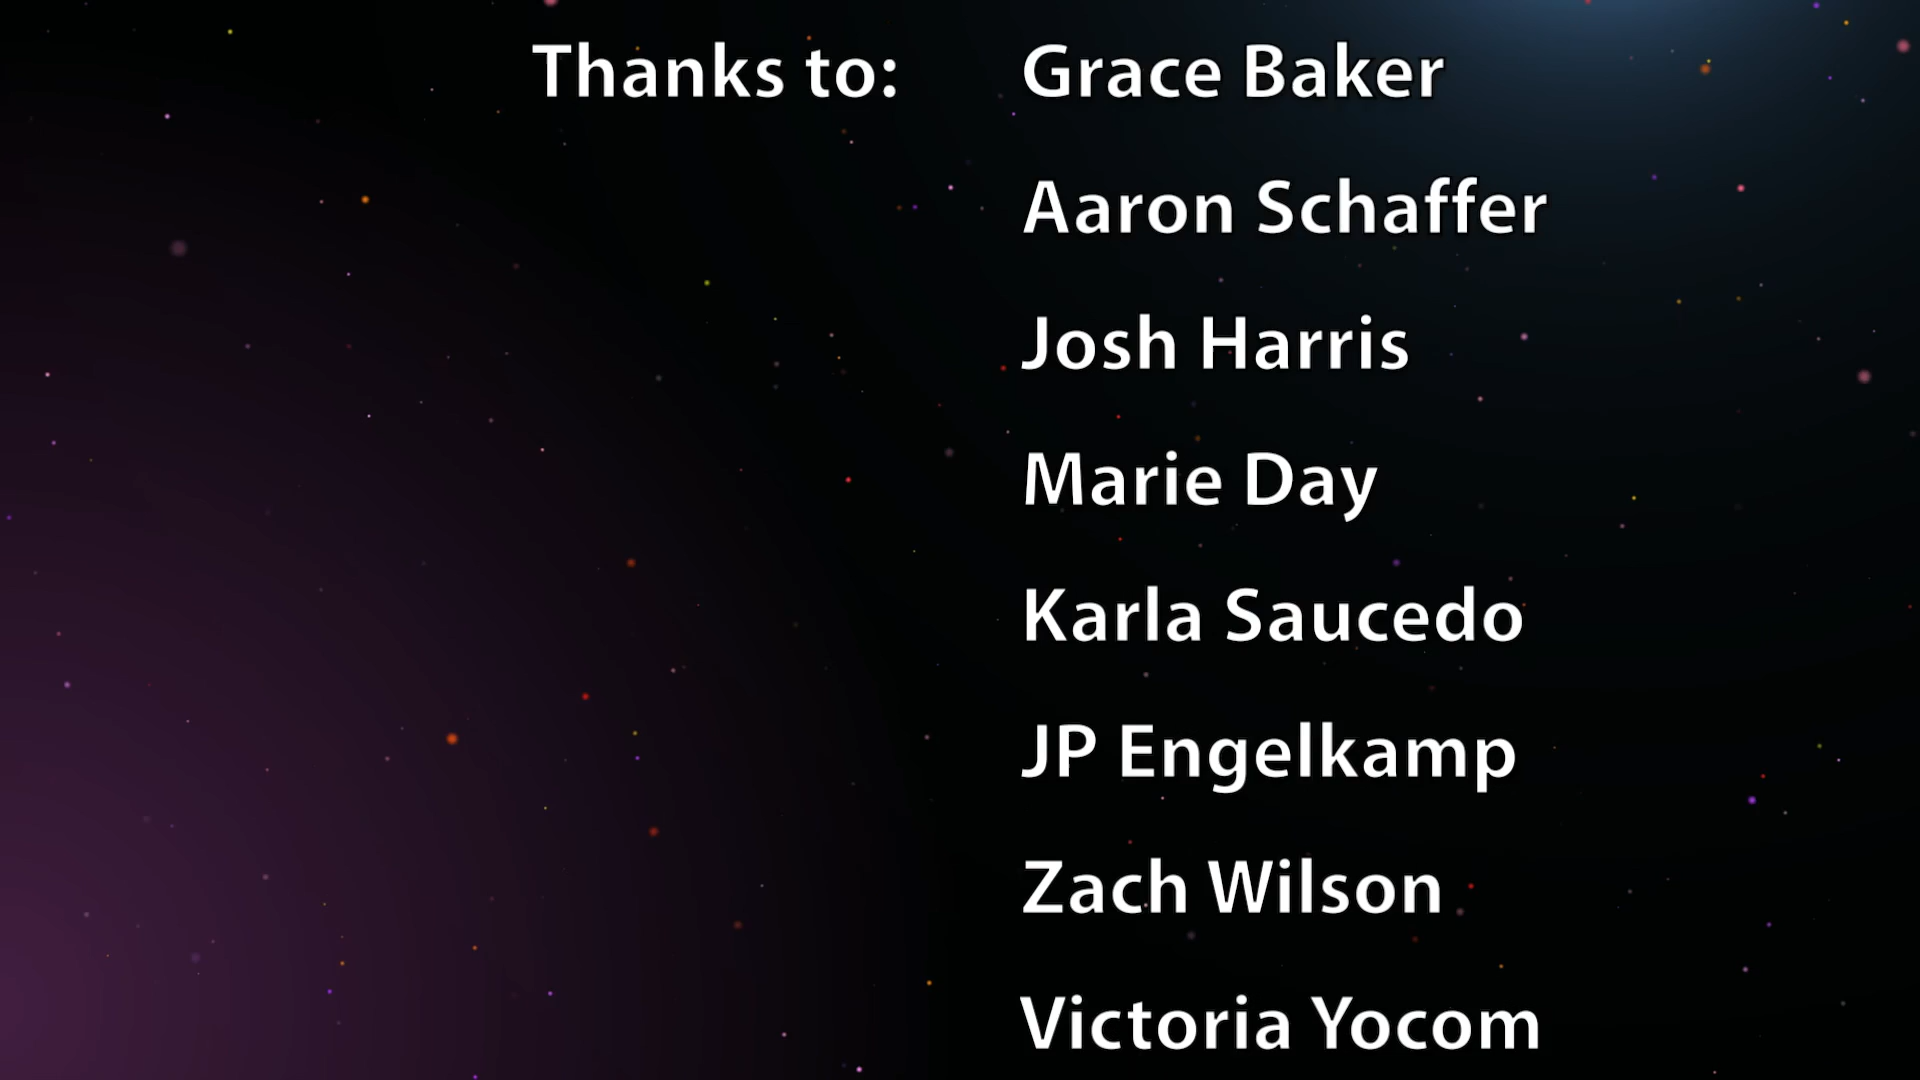 Thanks to: Grace Baker
Aaron Schaffer
Josh Harris
Marie Day
Karla Saucedo
JP Engelkamp
Zach Wilson
Victoria Yocom